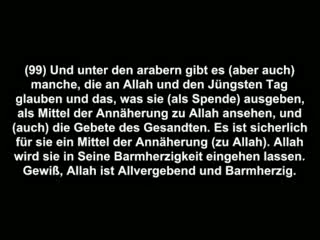 (99) Und unter den arabern gibt es (aber auch)
manche, die an Allah und den Jüngsten Tag
glauben und das, was sie (als Spende) ausgeben,
als Mittel der Annäherung zu Allah ansehen, und
(auch) die Gebete des Gesandten. Es ist sicherlich
für sie ein Mittel der Annäherung (zu Allah). Allah
wird sie in Seine Barmherzigkeit eingehen lassen.
Gewiß, Allah ist Allvergebend und Barmherzig.